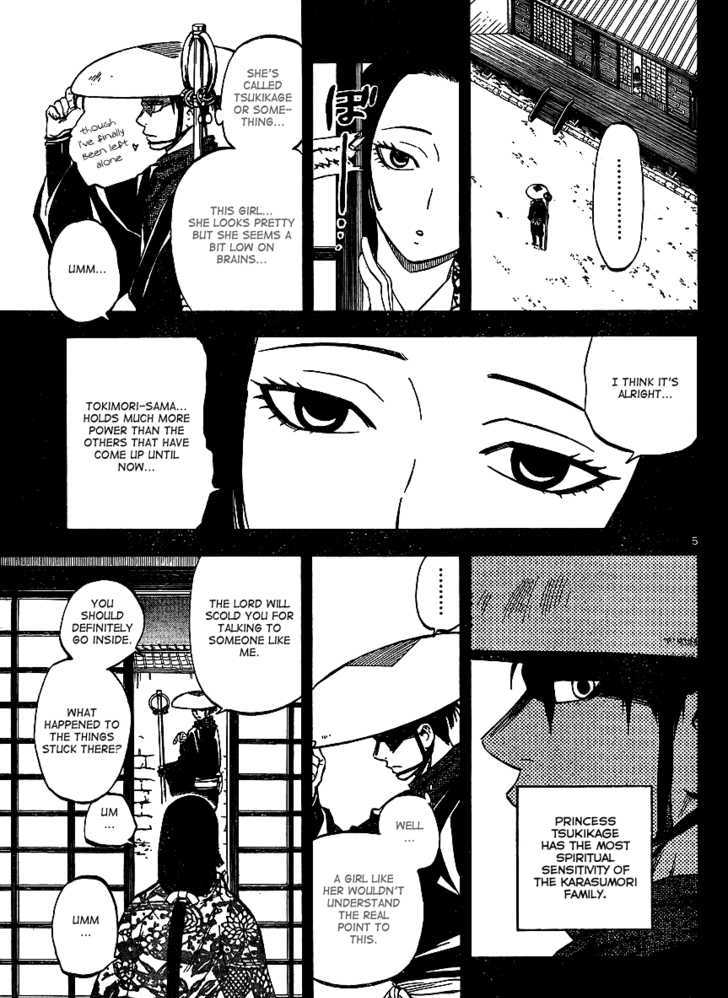 ..........
ぼー...
SHE'S
CALLED
TSUKIKAGE
OR SOME-
THING...
though
i've finally
been left
alone
THIS GIRL...
SHE LOOKS PRETTY
BUT SHE SEEMS A
BIT LOW ON
BRAINS...
UMM...
I THINK IT'S
ALRIGHT...
TOKIMORI-SAMA...
HOLDS MUCH MORE
POWER THAN THE
OTHERS THAT HAVE
COME UP UNTIL
NOW...
5
PRINCESS
TSUKIKAGE
HAS THE MOST
SPIRITUAL
SENSITIVITY OF
THE KARASUMORI
FAMILY.
........
WELL
...
A GIRL LIKE
HER WOULDN'T
UNDERSTAND
THE REAL
POINT TO
THIS.
THE LORD WILL
SCOLD YOU FOR
TALKING TO
SOMEONE LIKE
ME.
YOU
SHOULD
DEFINITELY
GO INSIDE.
WHAT
HAPPENED TO
THE THINGS
STUCK THERE?
UM
...
UMM
...